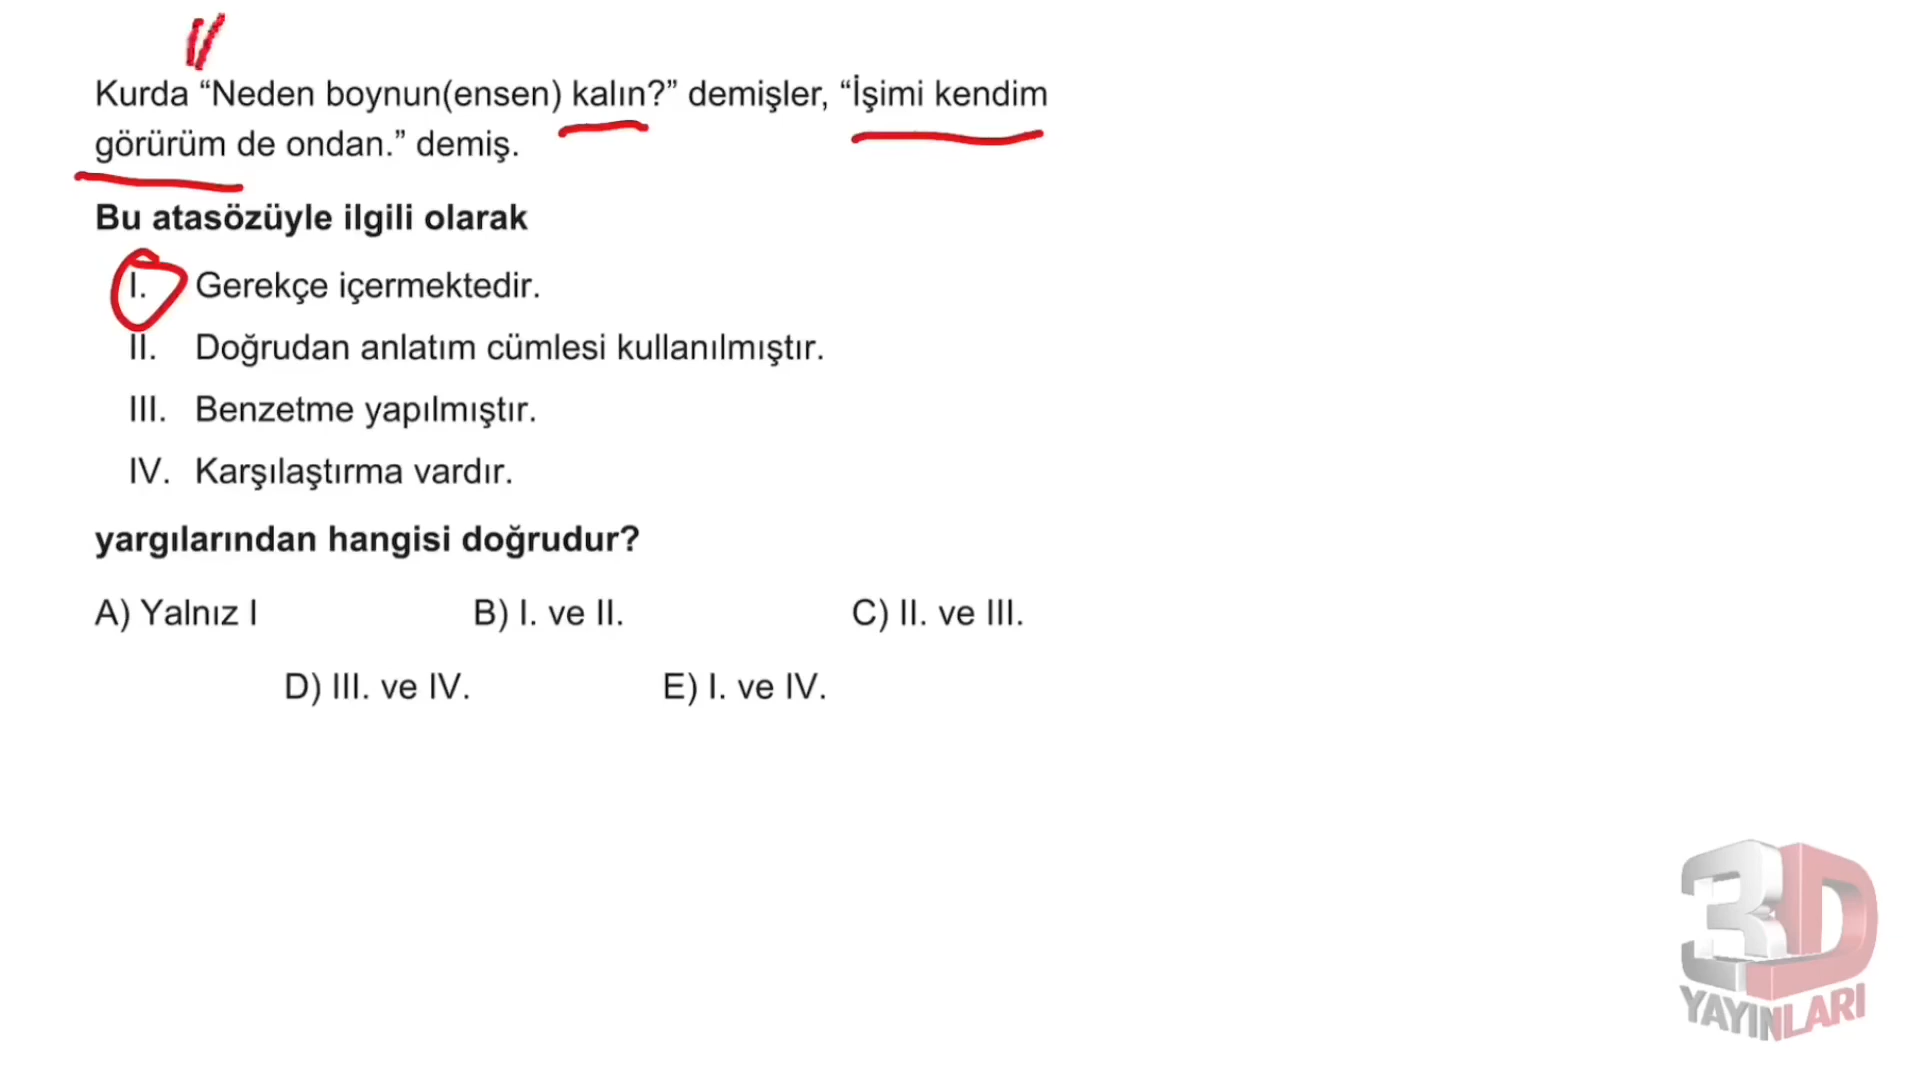 Kurda “Neden boynun(ensen) kalın?” demişler, “İşimi kendim
görürüm de ondan.” demiş.
Bu atasözüyle ilgili olarak
I. Gerekçe içermektedir.
II. Doğrudan anlatım cümlesi kullanılmıştır.
III. Benzetme yapılmıştır.
IV. Karşılaştırma vardır.
yargılarından hangisi doğrudur?
A) Yalnız I B) I. ve II. C) II. ve III.
D) III. ve IV. E) I. ve IV.
3D
YAYINLARI